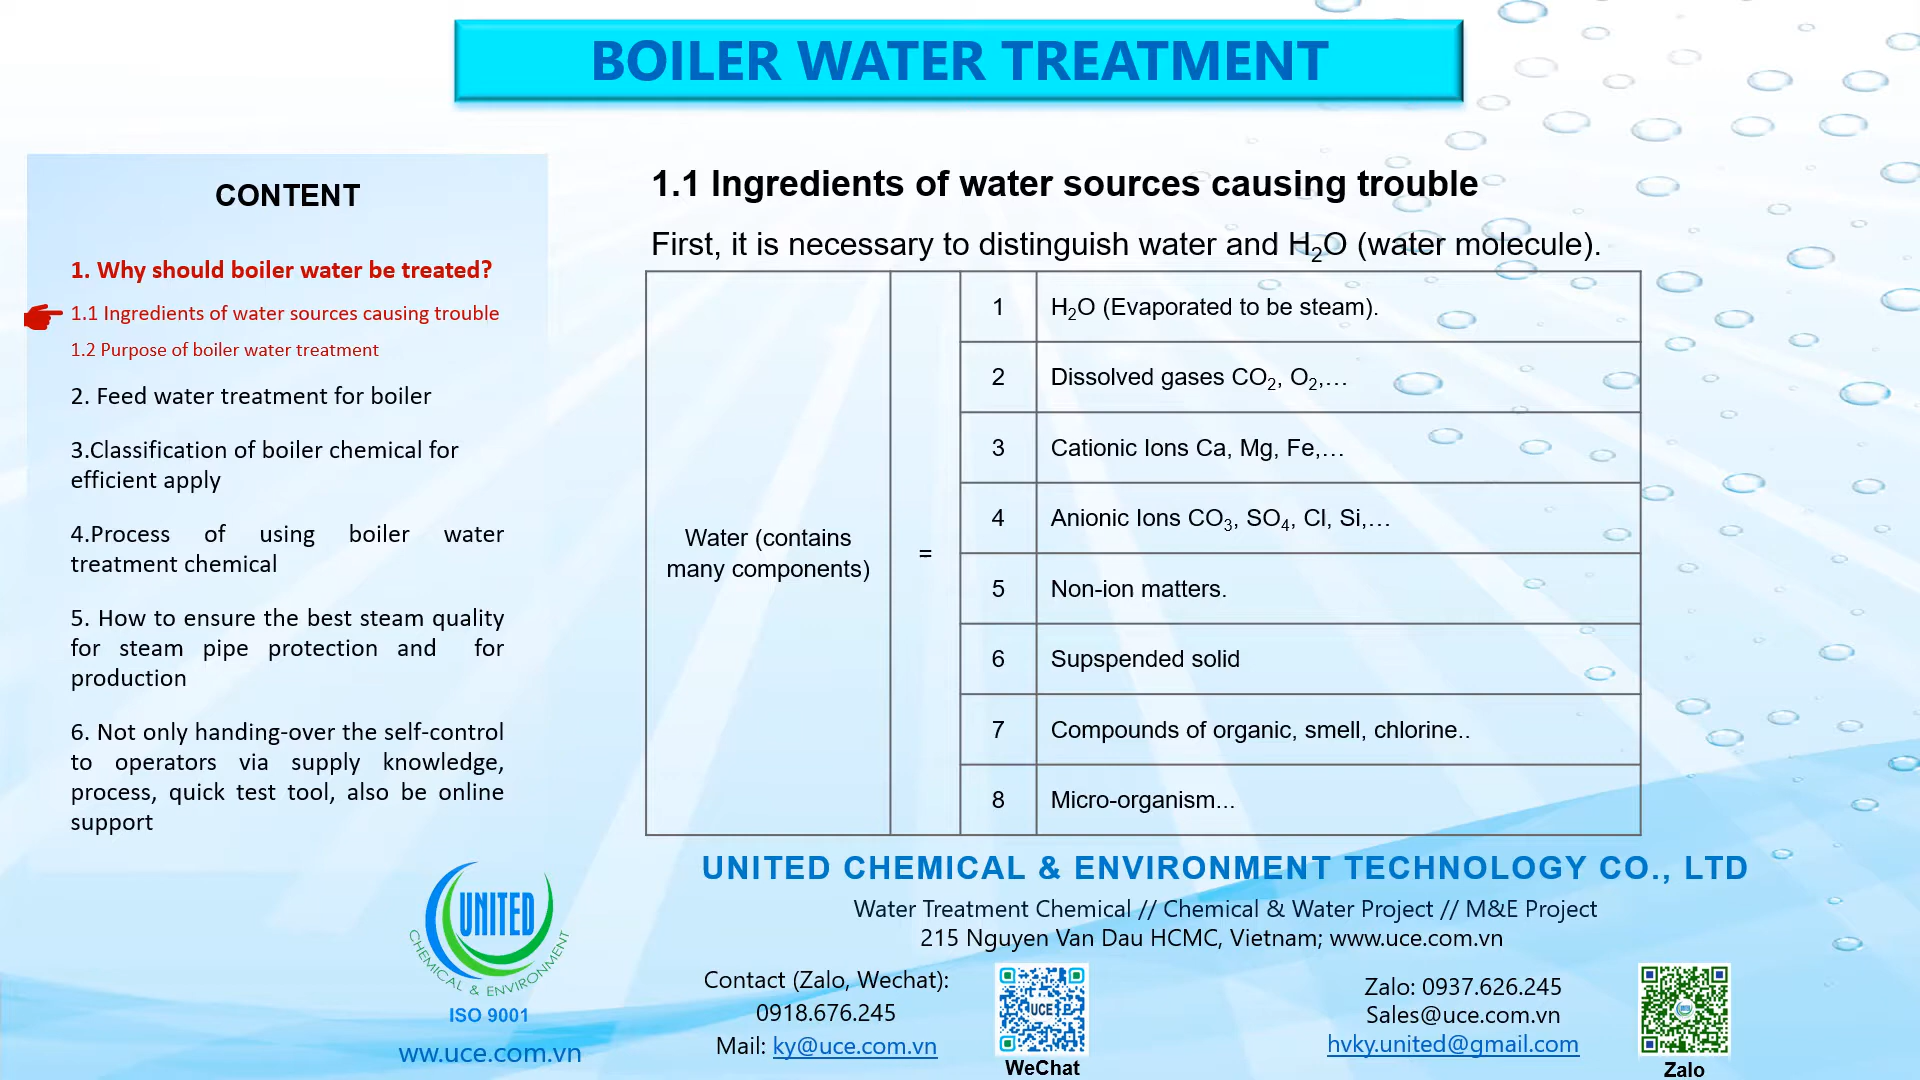 BOILER WATER TREATMENT
CONTENT
1. Why should boiler water be treated?
1.1 Ingredients of water sources causing trouble
1.2 Purpose of boiler water treatment
2. Feed water treatment for boiler
3.Classification of boiler chemical for
efficient apply
4.Process of using boiler water
treatment chemical
5. How to ensure the best steam quality
for steam pipe protection and for
production
6. Not only handing-over the self-control
to operators via supply knowledge,
process, quick test tool, also be online
support
1.1 Ingredients of water sources causing trouble
First, it is necessary to distinguish water and H₂O (water molecule).
Water (contains
many components)
=
1 H₂O (Evaporated to be steam).
2 Dissolved gases CO₂, O₂,…
3 Cationic Ions Ca, Mg, Fe,…
4 Anionic Ions CO₃, SO₄, Cl, Si,…
5 Non-ion matters.
6 Supspended solid
7 Compounds of organic, smell, chlorine..
8 Micro-organism...
UNITED
CHEMICAL & ENVIRONMENT
ISO 9001
ww.uce.com.vn
UNITED CHEMICAL & ENVIRONMENT TECHNOLOGY CO., LTD
Water Treatment Chemical // Chemical & Water Project // M&E Project
215 Nguyen Van Dau HCMC, Vietnam; www.uce.com.vn
Contact (Zalo, Wechat):
0918.676.245
Mail: ky@uce.com.vn
UCE
WeChat
Zalo: 0937.626.245
Sales@uce.com.vn
hvky.united@gmail.com
Zalo